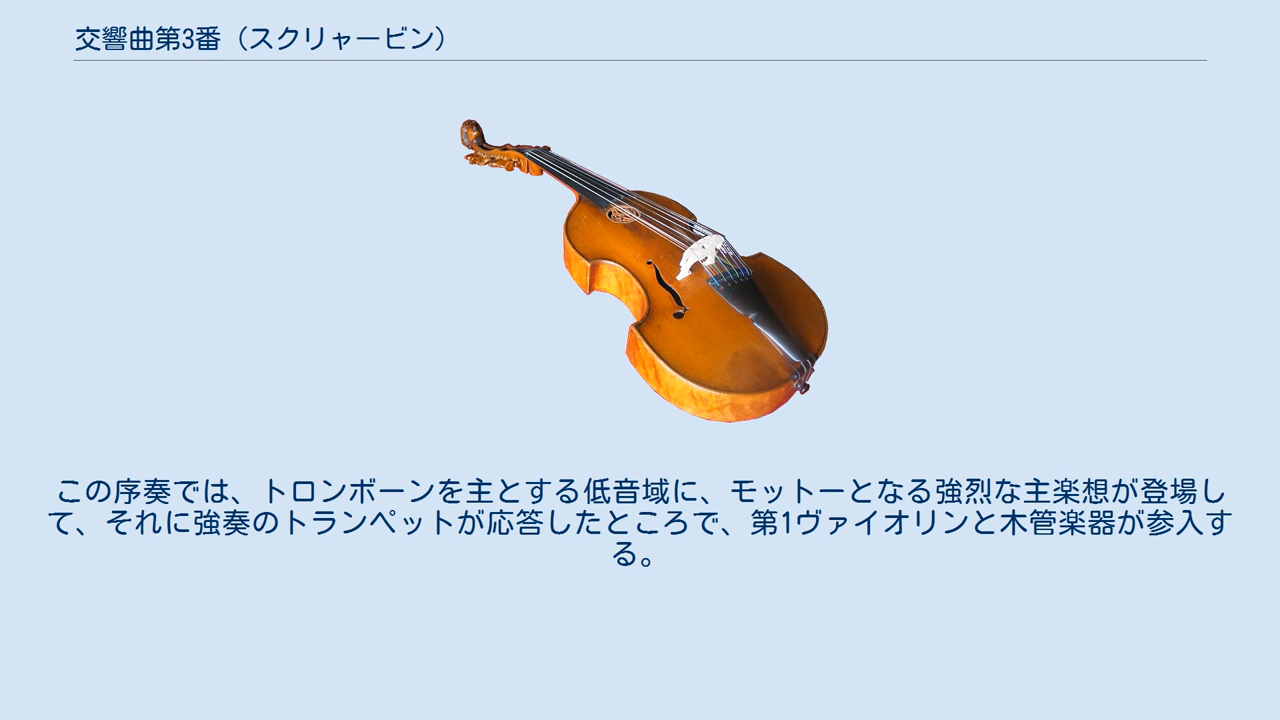 交響曲第3番（スクリャービン）
この序奏では、トロンボーンを主とする低音域に、モットーとなる強烈な主楽想が登場し
て、それに強奏のトランペットが応答したところで、第1ヴァイオリンと木管楽器が参入す
る。